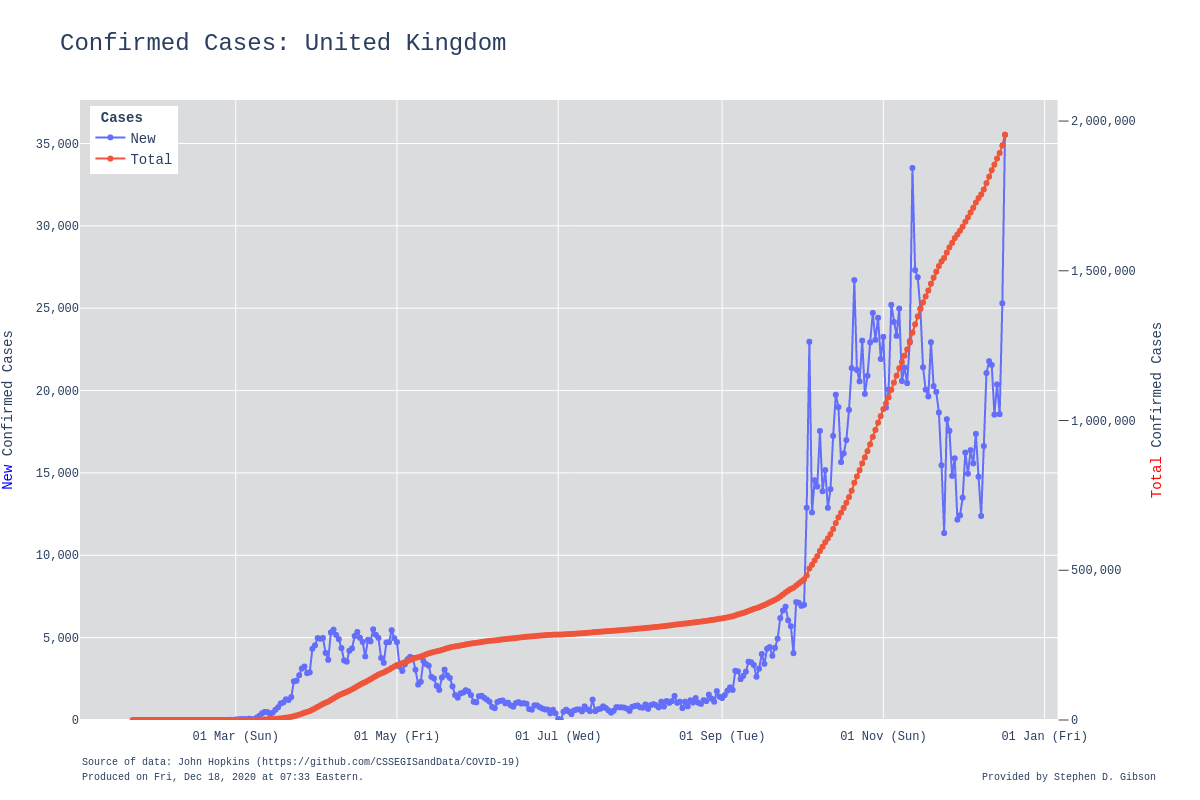 Confirmed Cases: United Kingdom
Cases
New
Total
35,000
30,000
25,000
20,000
15,000
10,000
5,000
0
2,000,000
1,500,000
1,000,000
500,000
0
New Confirmed Cases
Total Confirmed Cases
01 Mar (Sun)
01 May (Fri)
01 Jul (Wed)
01 Sep (Tue)
01 Nov (Sun)
01 Jan (Fri)
Source of data: John Hopkins (https://github.com/CSSEGISandData/COVID-19)
Produced on Fri, Dec 18, 2020 at 07:33 Eastern.
Provided by Stephen D. Gibson